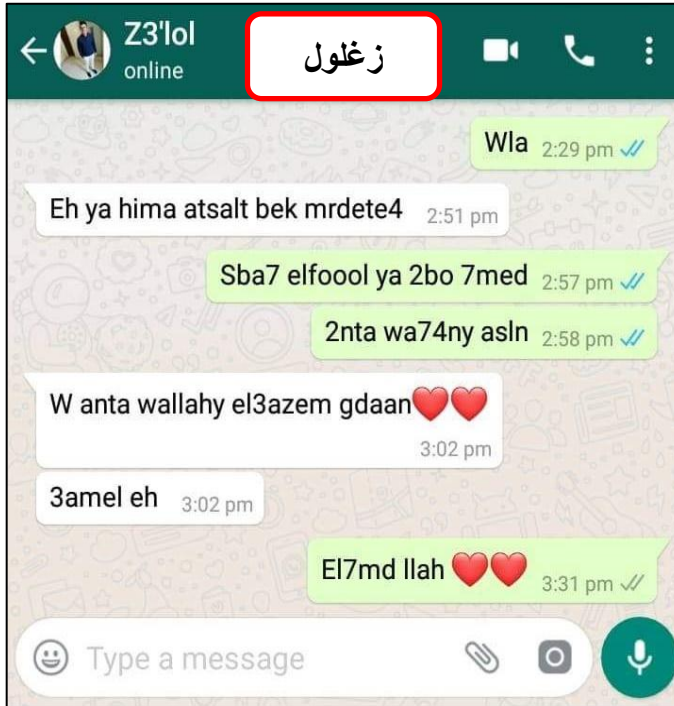 Z3'lol
online
زغلول
Wla 2:29 pm
Eh ya hima atsalt bek mrdete4 2:51 pm
Sba7 elfoool ya 2bo 7med 2:57 pm
2nta wa74ny asln 2:58 pm
W anta wallahy el3azem gdaan❤️❤️
3:02 pm
3amel eh 3:02 pm
El7md llah ❤️❤️ 3:31 pm
Type a message